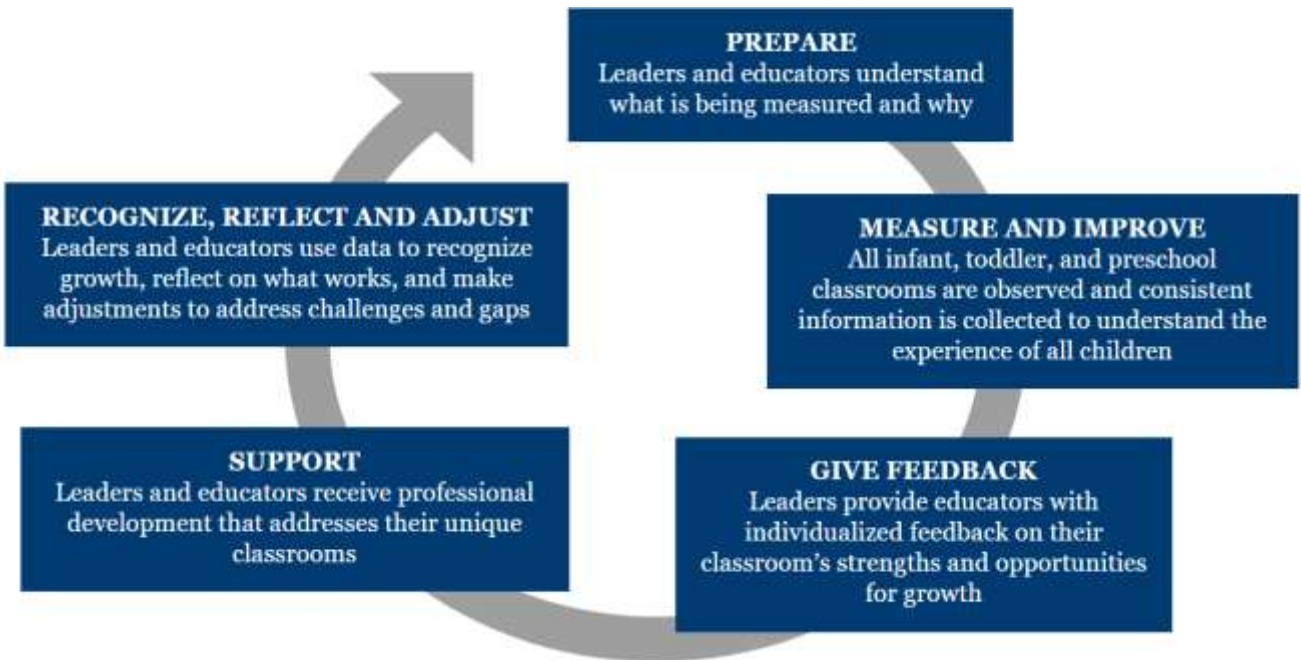 PREPARE
Leaders and educators understand
what is being measured and why
RECOGNIZE, REFLECT AND ADJUST
Leaders and educators use data to recognize
growth, reflect on what works, and make
adjustments to address challenges and gaps
MEASURE AND IMPROVE
All infant, toddler, and preschool
classrooms are observed and consistent
information is collected to understand the
experience of all children
SUPPORT
Leaders and educators receive professional
development that addresses their unique
classrooms
GIVE FEEDBACK
Leaders provide educators with
individualized feedback on their
classroom’s strengths and opportunities
for growth